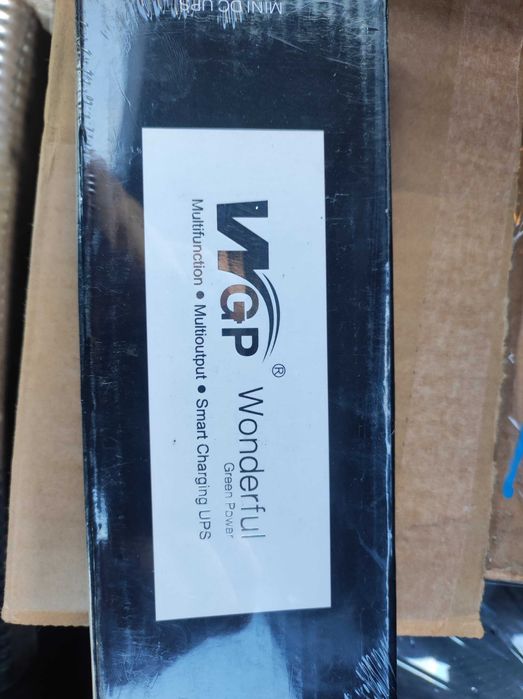 MINI DC UPS
WGP® Wonderful
Green Power
Multifunction • Multioutput • Smart Charging UPS